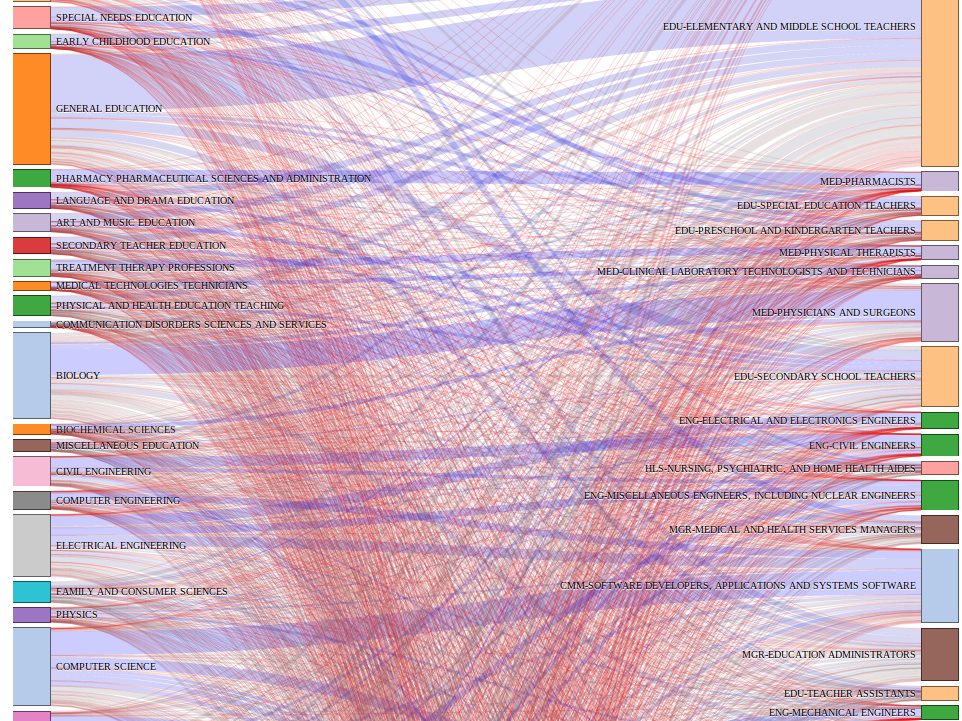 SPECIAL NEEDS EDUCATION
EARLY CHILDHOOD EDUCATION
GENERAL EDUCATION
PHARMACY PHARMACEUTICAL SCIENCES AND ADMINISTRATION
LANGUAGE AND DRAMA EDUCATION
ART AND MUSIC EDUCATION
SECONDARY TEACHER EDUCATION
TREATMENT THERAPY PROFESSIONS
MEDICAL TECHNOLOGIES TECHNICIANS
PHYSICAL AND HEALTH EDUCATION TEACHING
COMMUNICATION DISORDERS SCIENCES AND SERVICES
BIOLOGY
BIOCHEMICAL SCIENCES
MISCELLANEOUS EDUCATION
CIVIL ENGINEERING
COMPUTER ENGINEERING
ELECTRICAL ENGINEERING
FAMILY AND CONSUMER SCIENCES
PHYSICS
COMPUTER SCIENCE
EDU-ELEMENTARY AND MIDDLE SCHOOL TEACHERS
MED-PHARMACISTS
EDU-SPECIAL EDUCATION TEACHERS
EDU-PRESCHOOL AND KINDERGARTEN TEACHERS
MED-PHYSICAL THERAPISTS
MED-CLINICAL LABORATORY TECHNOLOGISTS AND TECHNICIANS
MED-PHYSICIANS AND SURGEONS
EDU-SECONDARY SCHOOL TEACHERS
ENG-ELECTRICAL AND ELECTRONICS ENGINEERS
ENG-CIVIL ENGINEERS
HLS-NURSING, PSYCHIATRIC, AND HOME HEALTH AIDES
ENG-MISCELLANEOUS ENGINEERS, INCLUDING NUCLEAR ENGINEERS
MGR-MEDICAL AND HEALTH SERVICES MANAGERS
CMM-SOFTWARE DEVELOPERS, APPLICATIONS AND SYSTEMS SOFTWARE
MGR-EDUCATION ADMINISTRATORS
EDU-TEACHER ASSISTANTS
ENG-MECHANICAL ENGINEERS